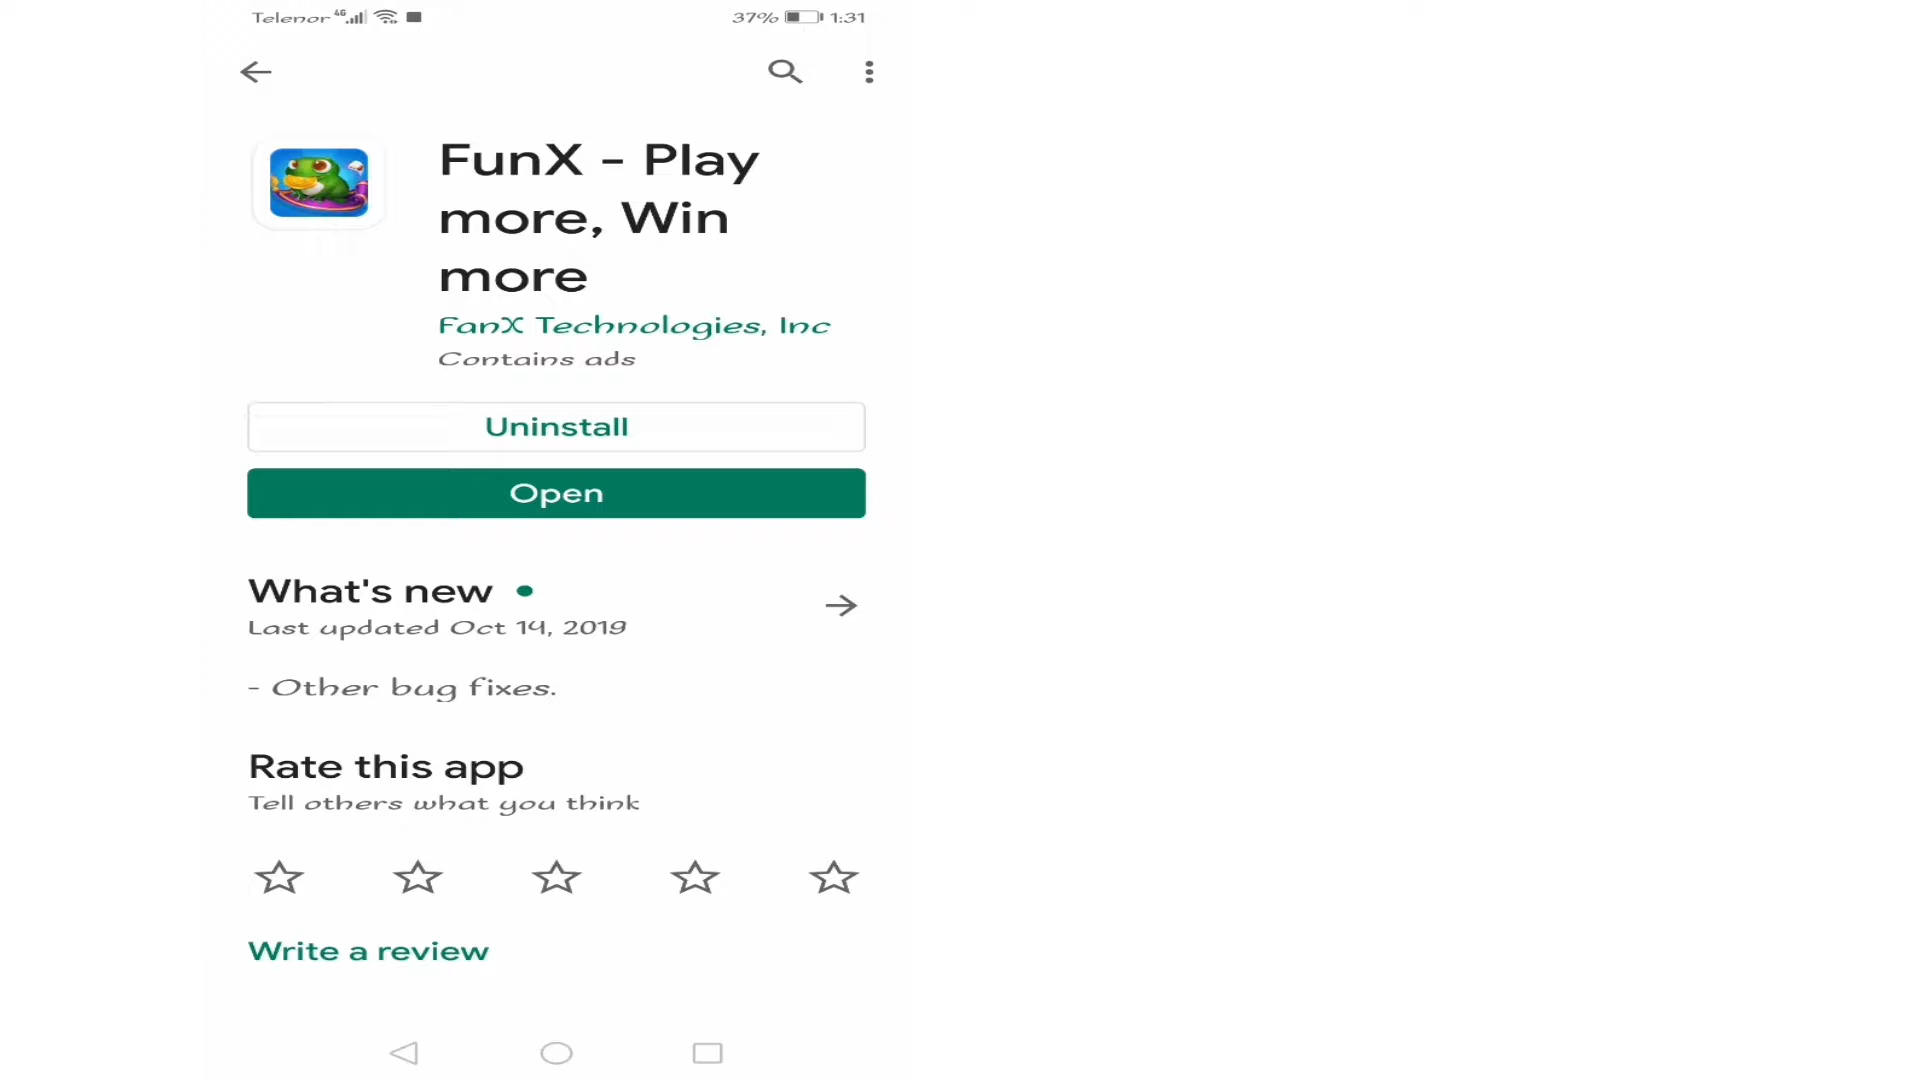 Telenor 4G 37% 1:31
FunX - Play
more, Win
more
FanX Technologies, Inc
Contains ads
Uninstall
Open
What's new
Last updated Oct 14, 2019
- Other bug fixes.
Rate this app
Tell others what you think
Write a review